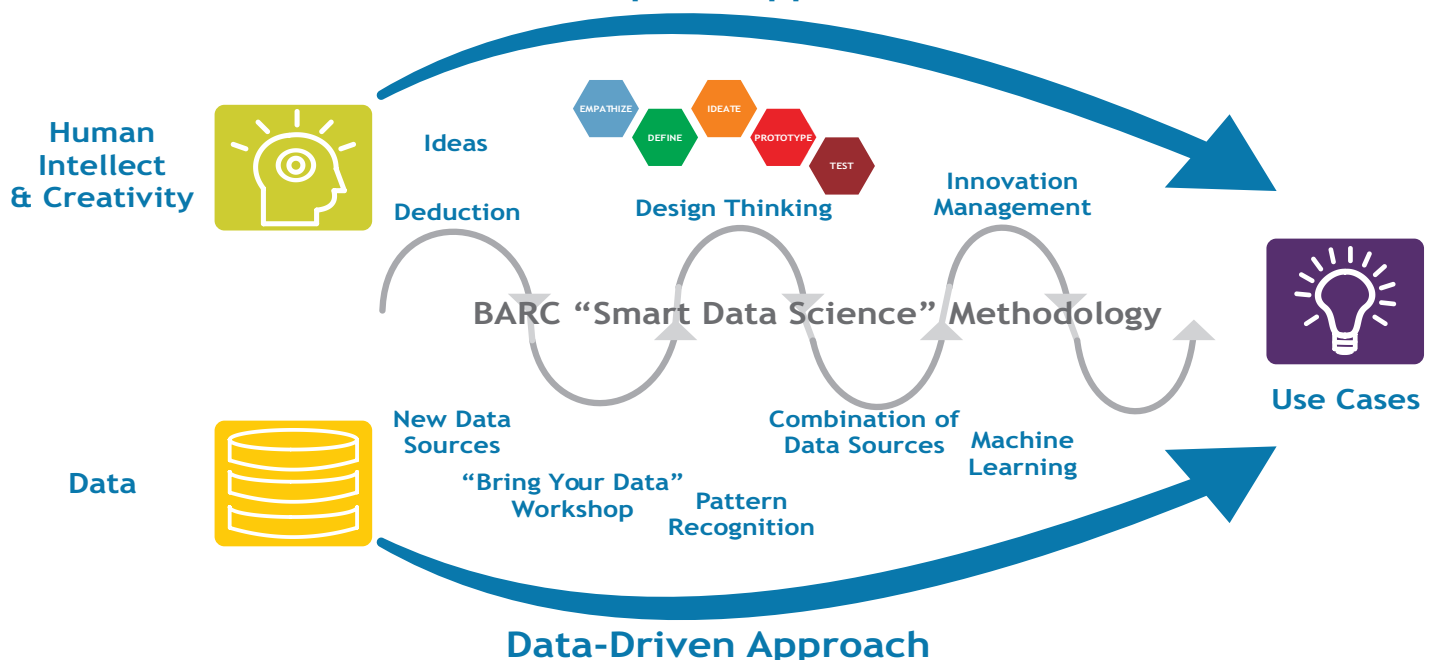 EMPATHIZE
IDEATE
DEFINE
PROTOTYPE
TEST
Human
Intellect
& Creativity
Ideas
Deduction
Design Thinking
Innovation
Management
BARC “Smart Data Science” Methodology
Use Cases
New Data
Sources
Combination of
Data Sources
Machine
Learning
Data
“Bring Your Data”
Workshop
Pattern
Recognition
Data-Driven Approach